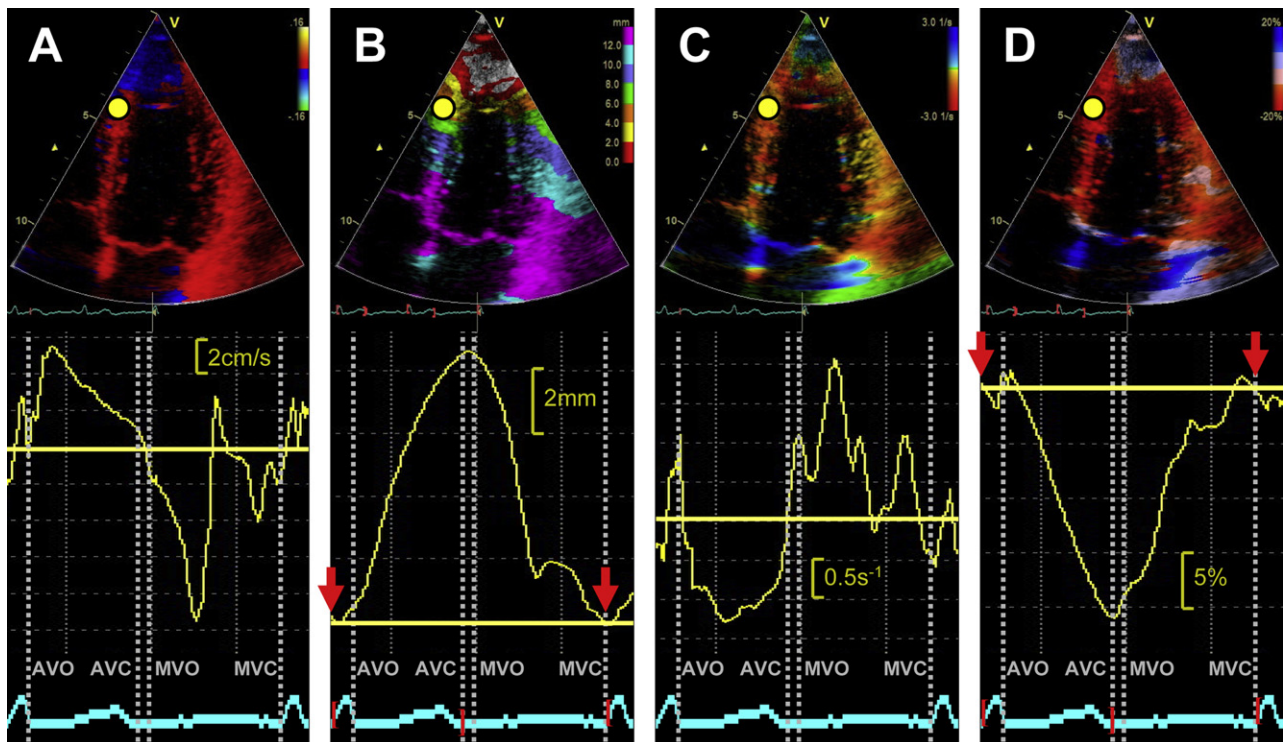 A
V
.16
-.16
5
10
2cm/s
AVO AVC MVO MVC
B
V
mm
12.0
10.0
8.0
6.0
4.0
2.0
0.0
5
10
2mm
AVO AVC MVO MVC
C
V
3.0 1/s
-3.0 1/s
5
10
0.5s⁻¹
AVO AVC MVO MVC
D
V
20%
-20%
5
10
5%
AVO AVC MVO MVC